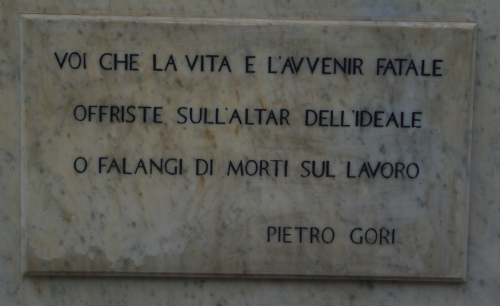 VOI CHE LA VITA E L'AVVENIR FATALE
OFFRISTE SULL'ALTAR DELL'IDEALE
O FALANGI DI MORTI SUL LAVORO
PIETRO GORI